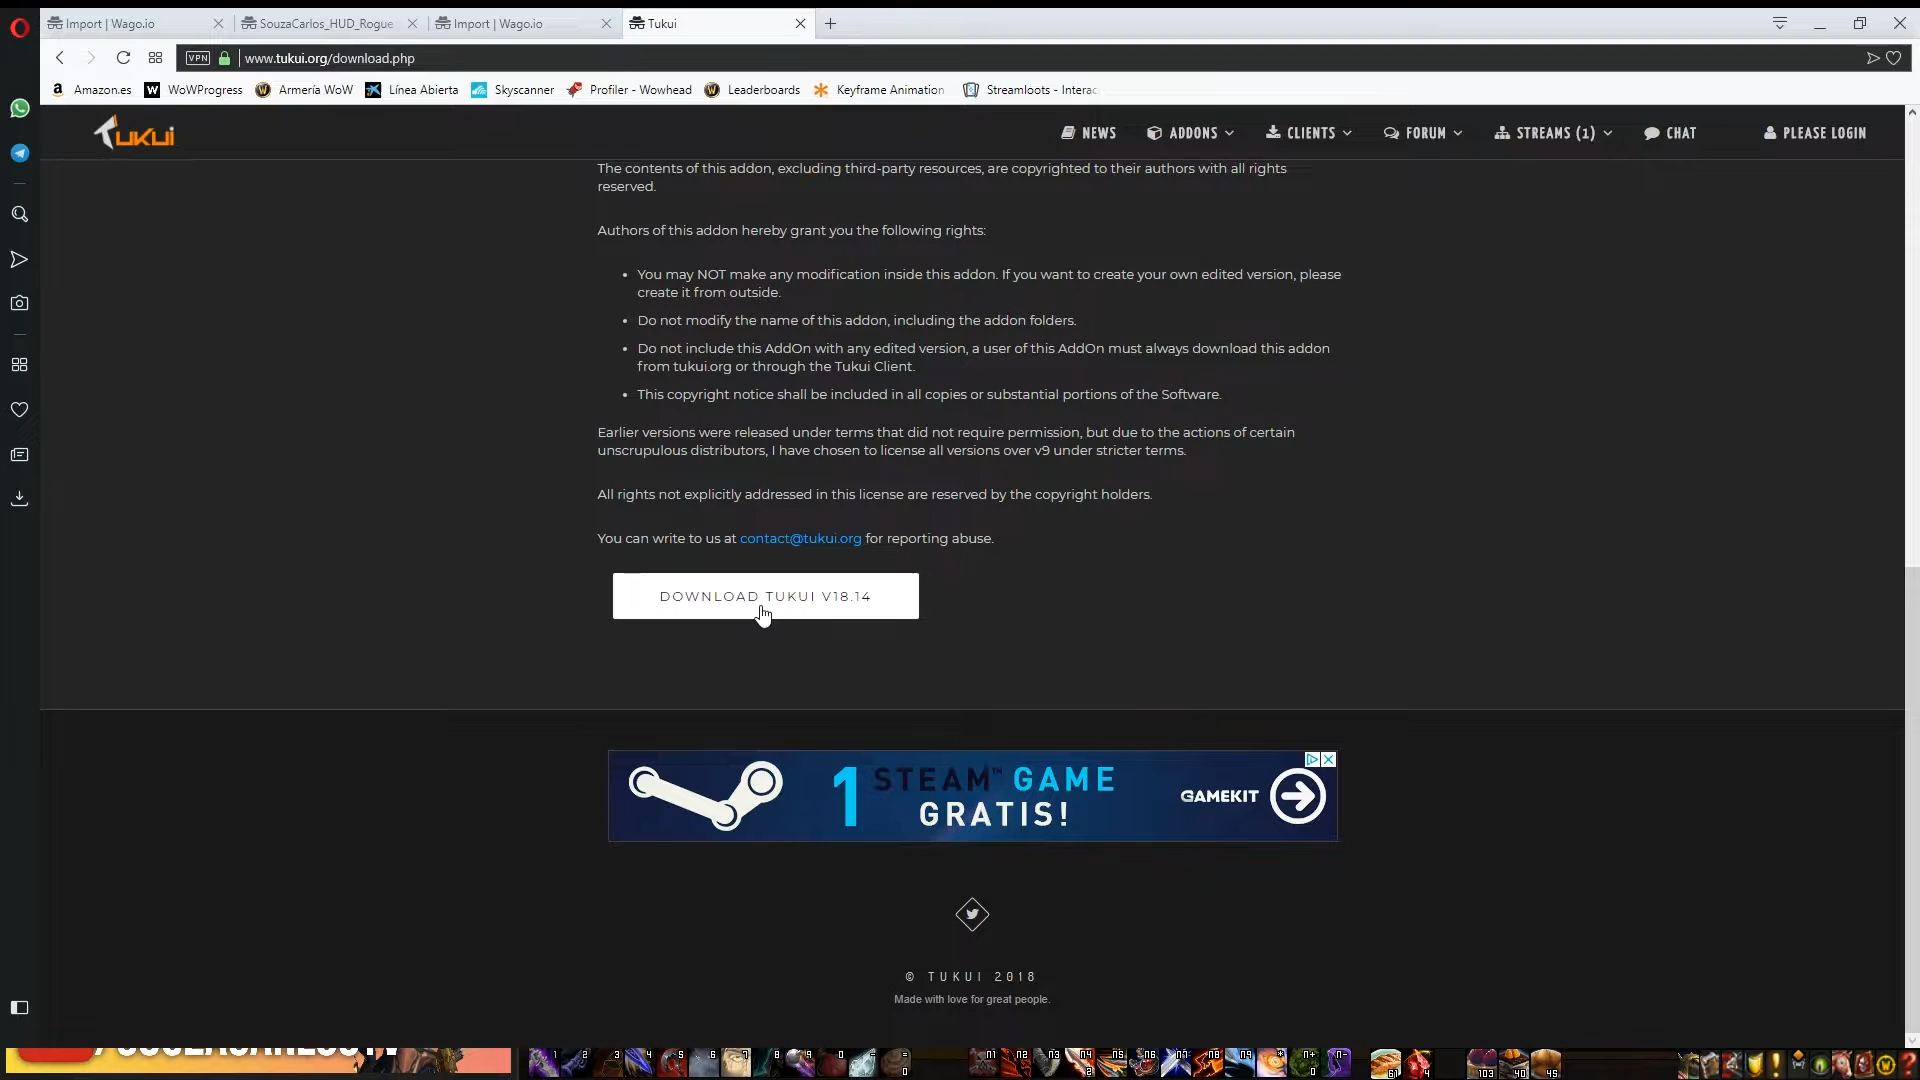 Import | Wago.io
SouzaCarlos_HUD_Rogue
Import | Wago.io
Tukui
VPN
www.tukui.org/download.php
Amazon.es
WoWProgress
Armería WoW
Línea Abierta
Skyscanner
Profiler - Wowhead
Leaderboards
Keyframe Animation
Streamloots - Interac
TUKUI
NEWS
ADDONS
CLIENTS
FORUM
STREAMS (1)
CHAT
PLEASE LOGIN
The contents of this addon, excluding third-party resources, are copyrighted to their authors with all rights
reserved.
Authors of this addon hereby grant you the following rights:
• You may NOT make any modification inside this addon. If you want to create your own edited version, please
create it from outside.
• Do not modify the name of this addon, including the addon folders.
• Do not include this AddOn with any edited version, a user of this AddOn must always download this addon
from tukui.org or through the Tukui Client.
• This copyright notice shall be included in all copies or substantial portions of the Software.
Earlier versions were released under terms that did not require permission, but due to the actions of certain
unscrupulous distributors, I have chosen to license all versions over v9 under stricter terms.
All rights not explicitly addressed in this license are reserved by the copyright holders.
You can write to us at contact@tukui.org for reporting abuse.
DOWNLOAD TUKUI V18.14
1 STEAM™ GAME
GRATIS!
GAMEKIT
© TUKUI 2018
Made with love for great people.